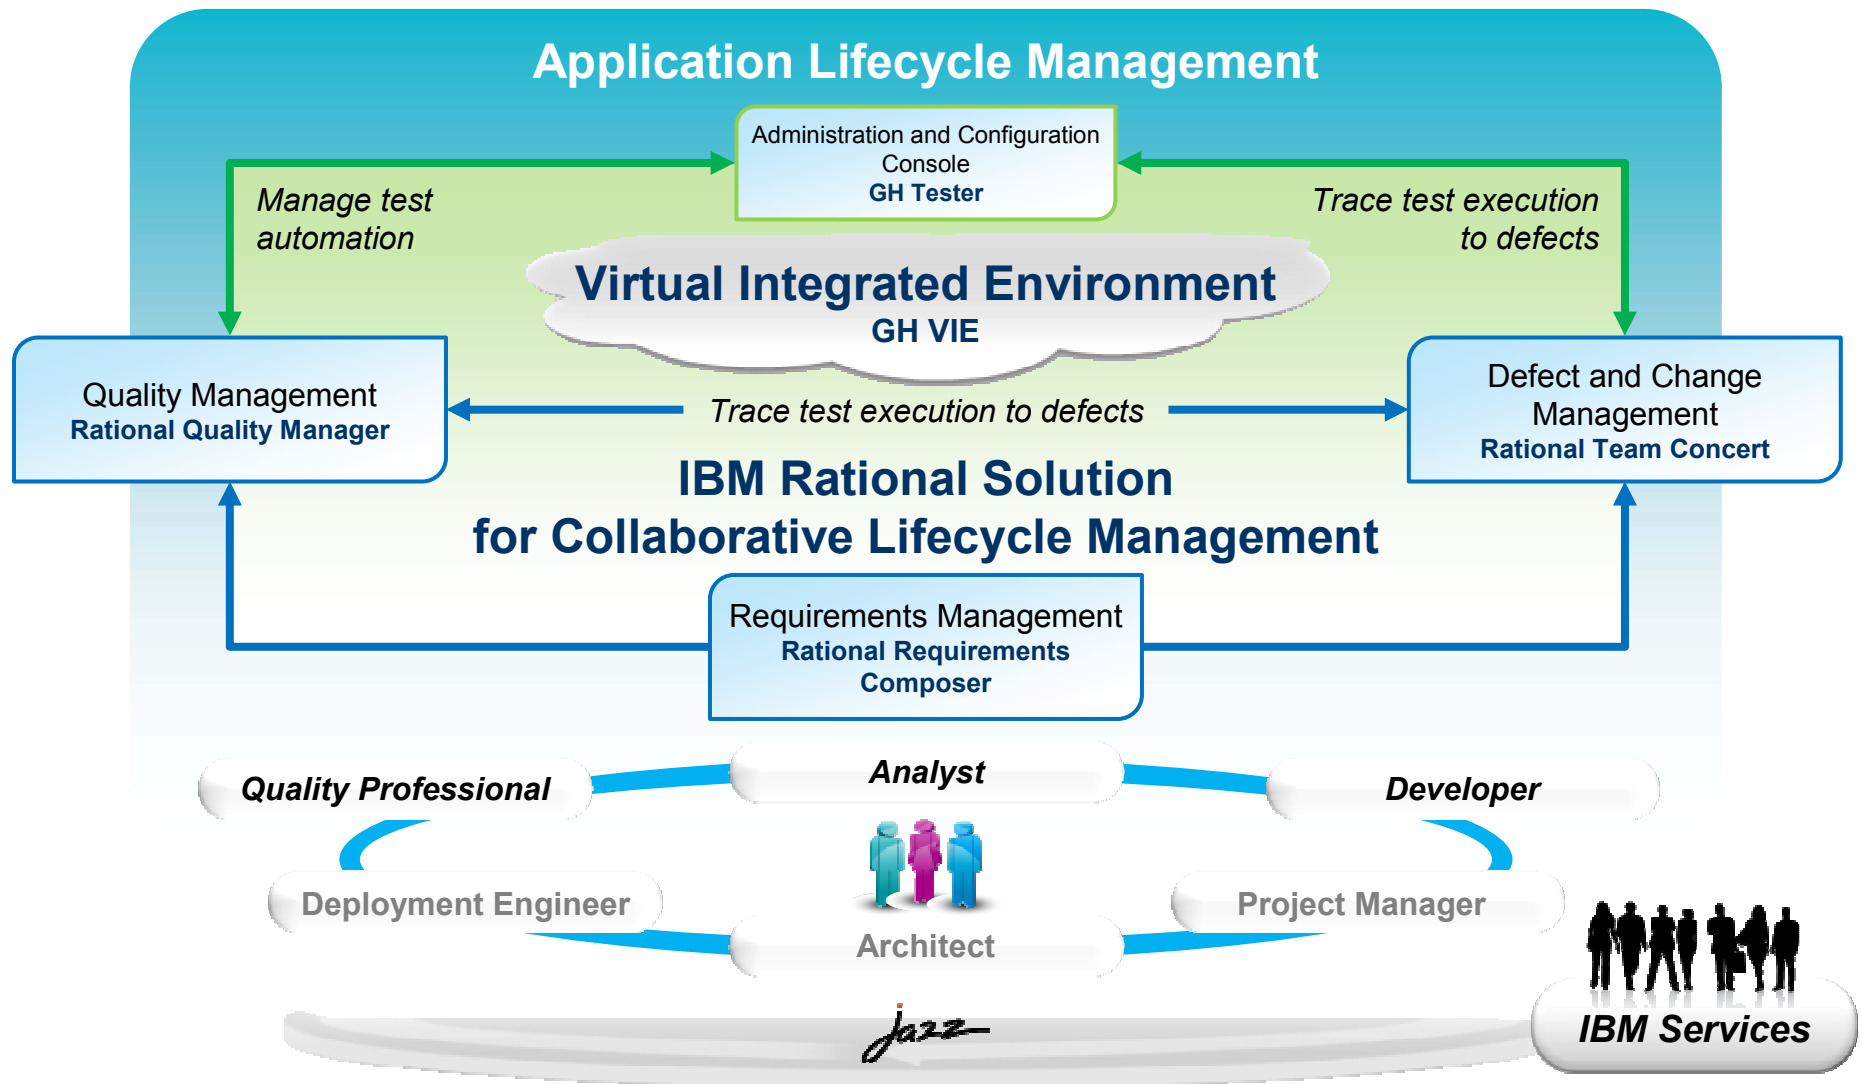 Application Lifecycle Management
Administration and Configuration
Console
GH Tester
Manage test
automation
Trace test execution
to defects
Virtual Integrated Environment
GH VIE
Quality Management
Rational Quality Manager
Trace test execution to defects
Defect and Change
Management
Rational Team Concert
IBM Rational Solution
for Collaborative Lifecycle Management
Requirements Management
Rational Requirements
Composer
Quality Professional
Analyst
Developer
Deployment Engineer
Architect
Project Manager
jazz
IBM Services